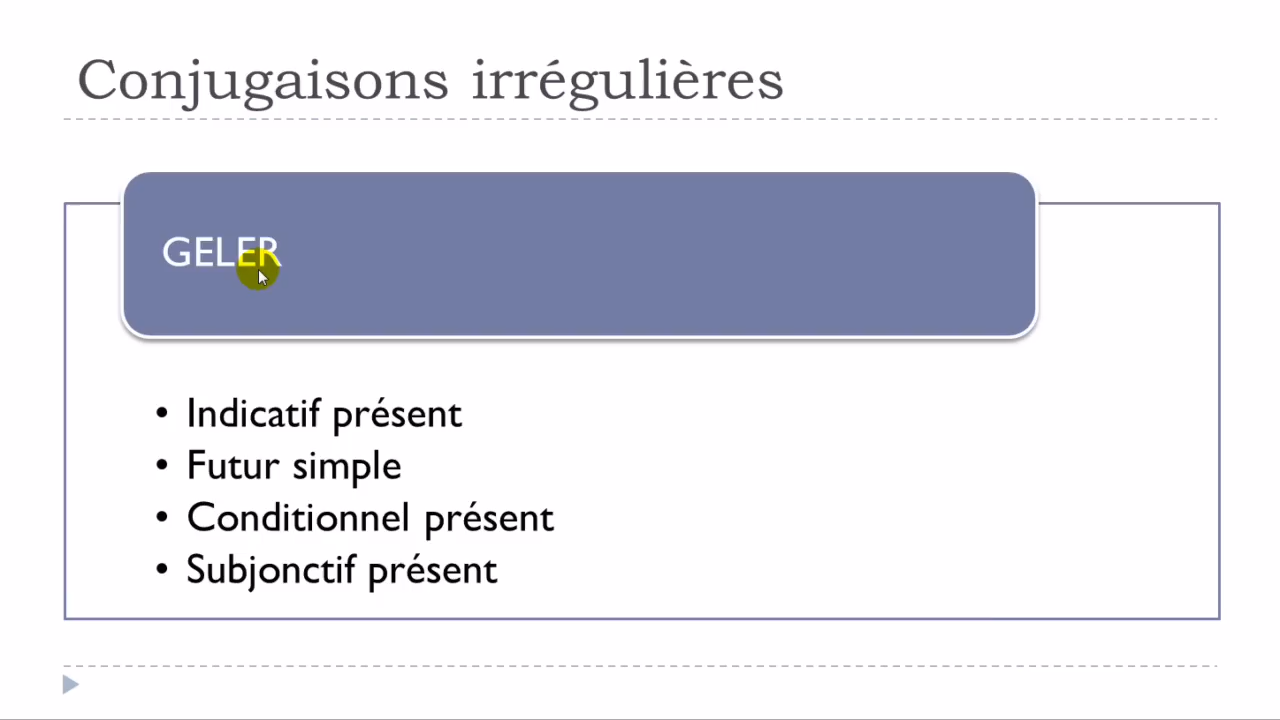 Conjugaisons irrégulières
GELER
• Indicatif présent
• Futur simple
• Conditionnel présent
• Subjonctif présent